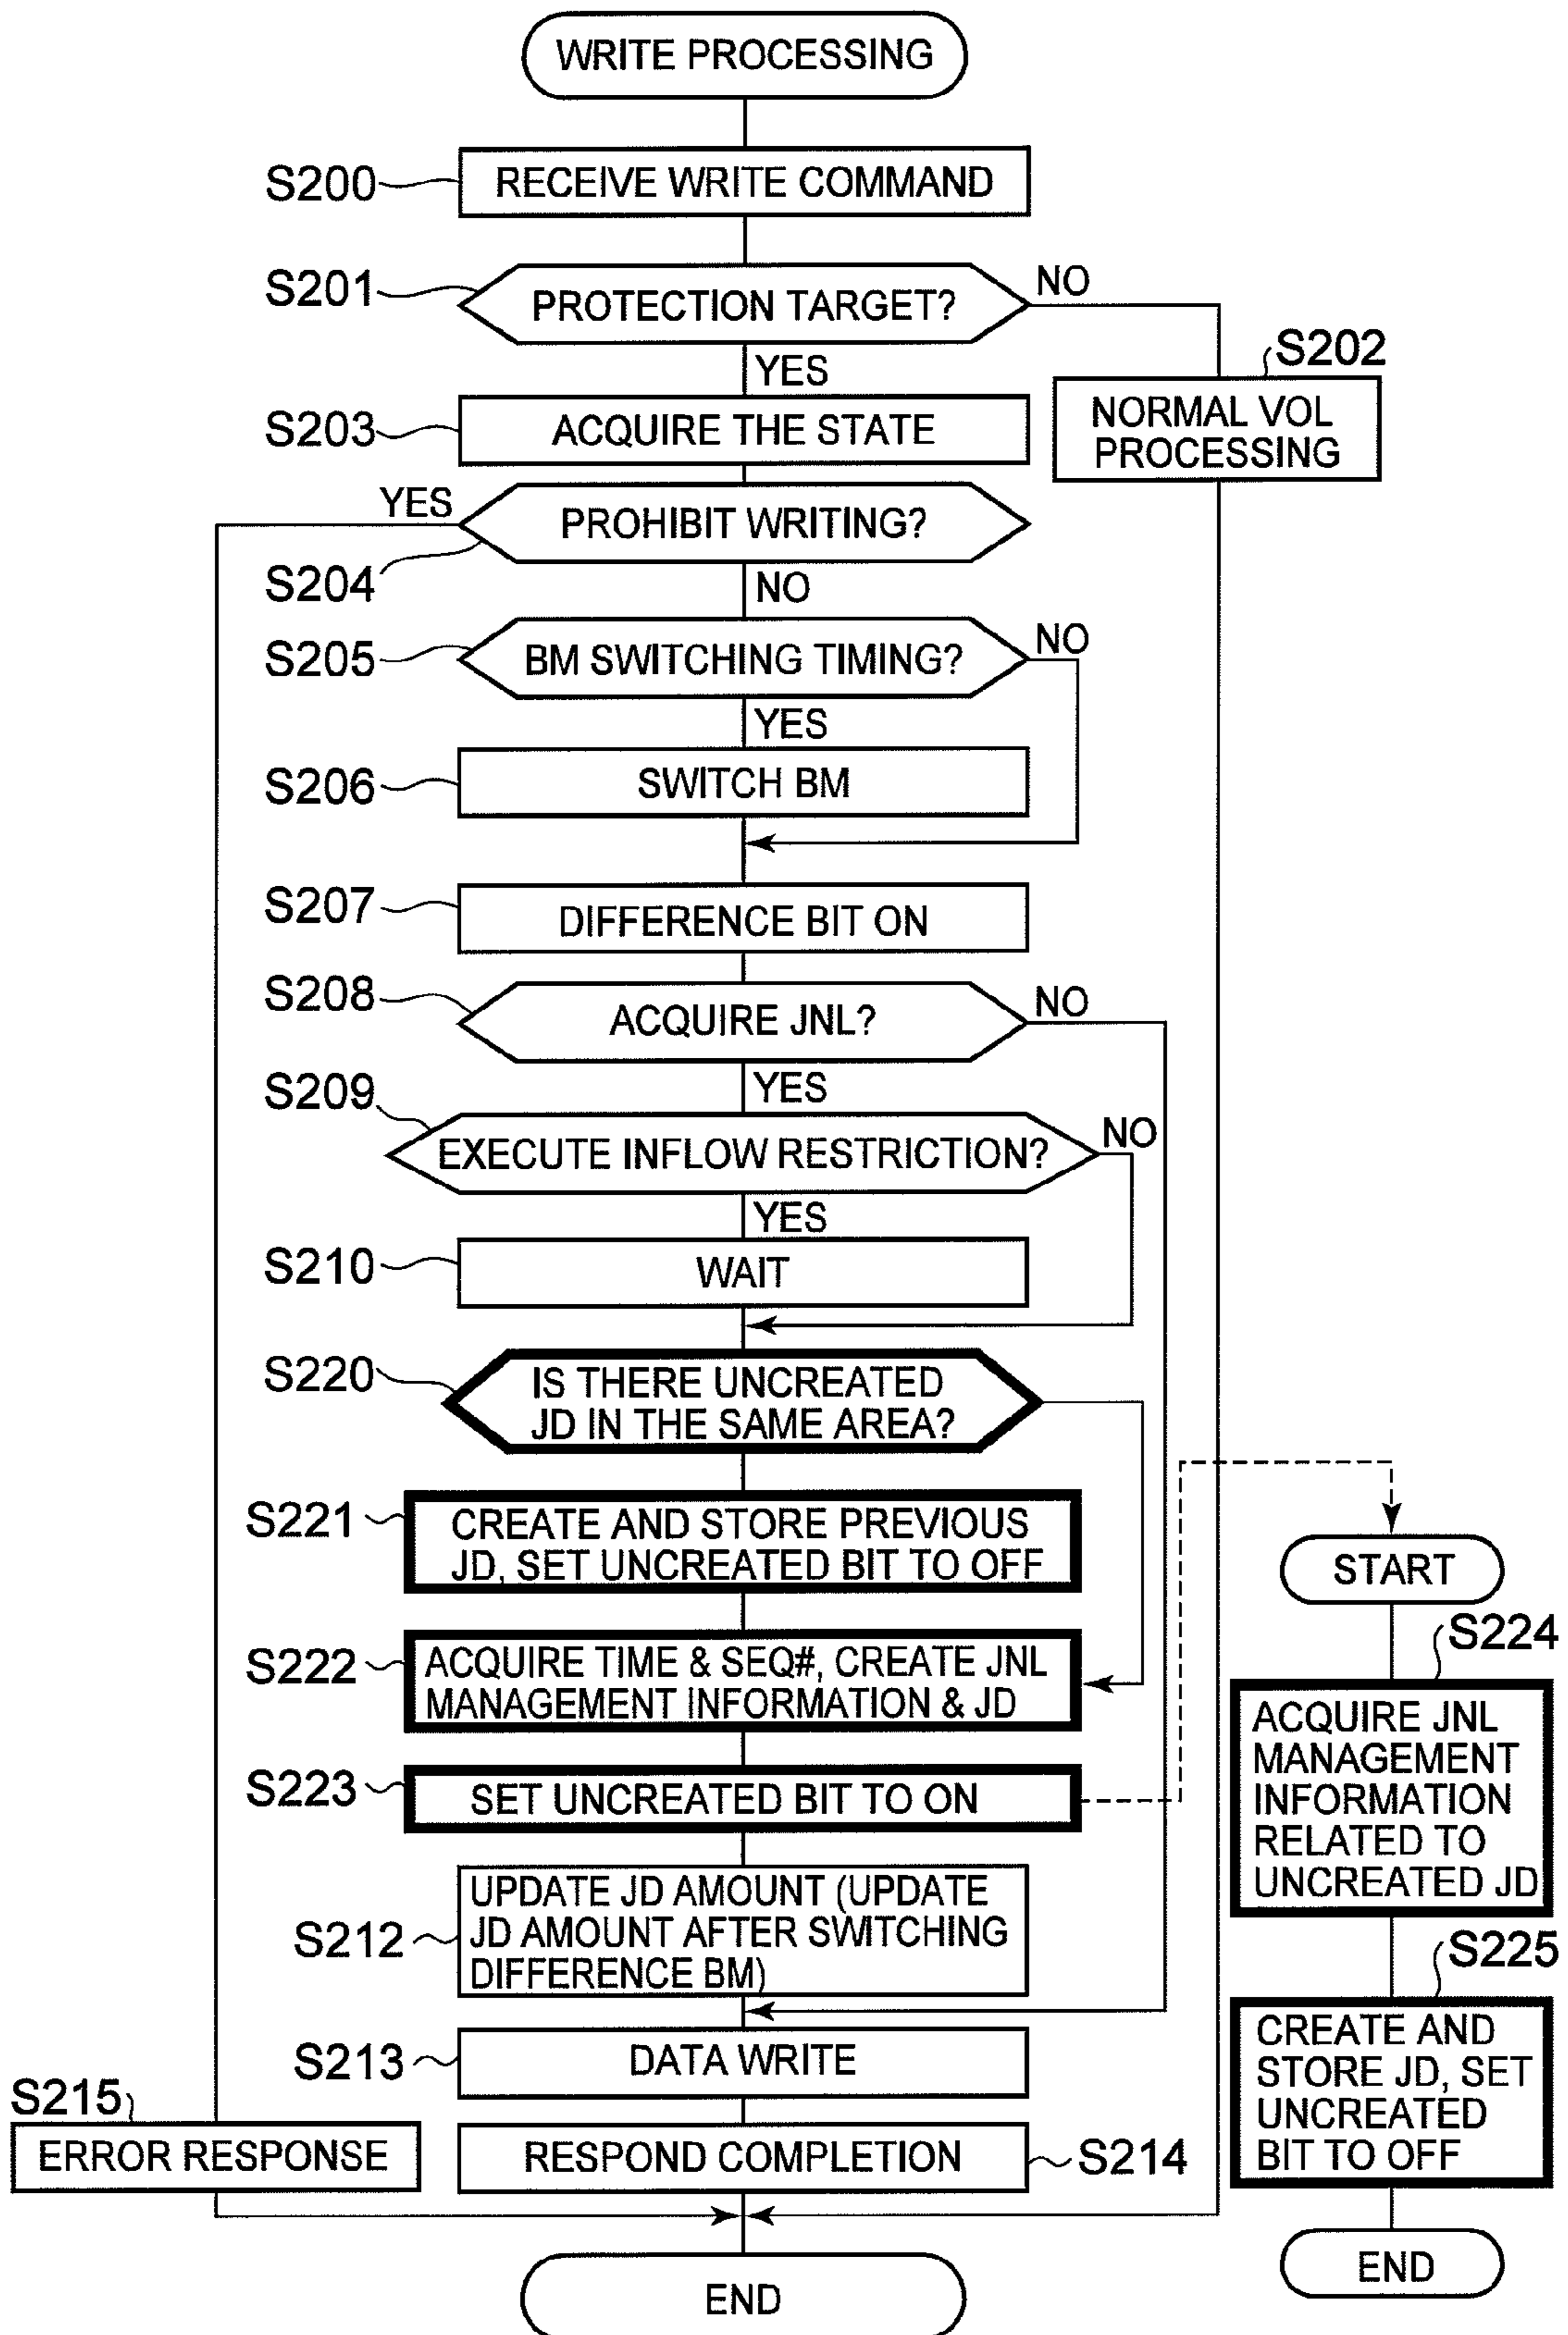 WRITE PROCESSING
S200
RECEIVE WRITE COMMAND
S201
PROTECTION TARGET?
NO
YES
S202
NORMAL VOL
PROCESSING
S203
ACQUIRE THE STATE
YES
PROHIBIT WRITING?
S204
NO
S205
BM SWITCHING TIMING?
NO
YES
S206
SWITCH BM
S207
DIFFERENCE BIT ON
S208
ACQUIRE JNL?
NO
YES
S209
EXECUTE INFLOW RESTRICTION?
NO
YES
S210
WAIT
S220
IS THERE UNCREATED
JD IN THE SAME AREA?
S221
CREATE AND STORE PREVIOUS
JD, SET UNCREATED BIT TO OFF
S222
ACQUIRE TIME & SEQ#, CREATE JNL
MANAGEMENT INFORMATION & JD
S223
SET UNCREATED BIT TO ON
S212
UPDATE JD AMOUNT (UPDATE
JD AMOUNT AFTER SWITCHING
DIFFERENCE BM)
S213
DATA WRITE
S215
ERROR RESPONSE
RESPOND COMPLETION
S214
END
START
S224
ACQUIRE JNL
MANAGEMENT
INFORMATION
RELATED TO
UNCREATED JD
S225
CREATE AND
STORE JD, SET
UNCREATED
BIT TO OFF
END